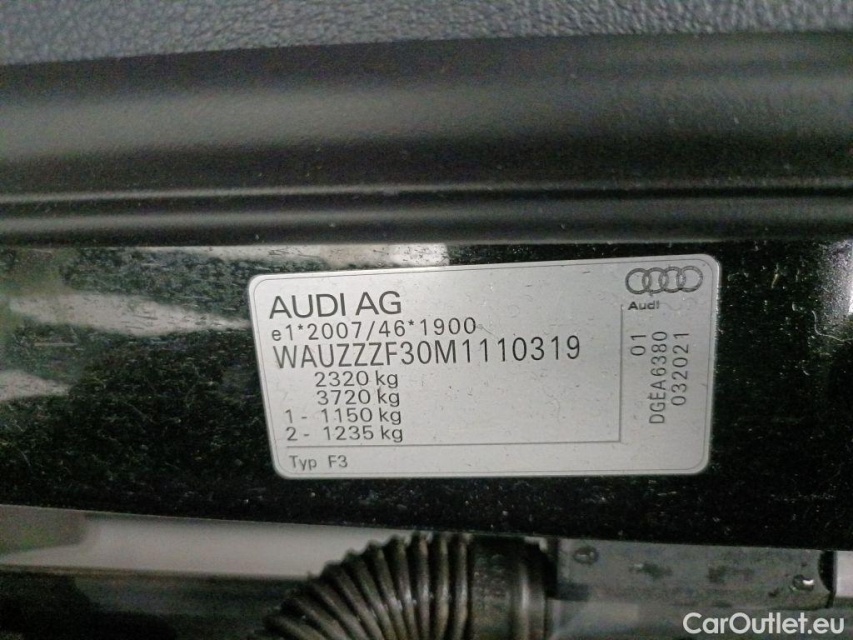 AUDI AG
e1*2007/46*1900
WAUZZZF30M1110319
2320 kg
3720 kg
1 - 1150 kg
2 - 1235 kg
Typ F3
Audi
01
DGEA6380
032021
CarOutlet.eu